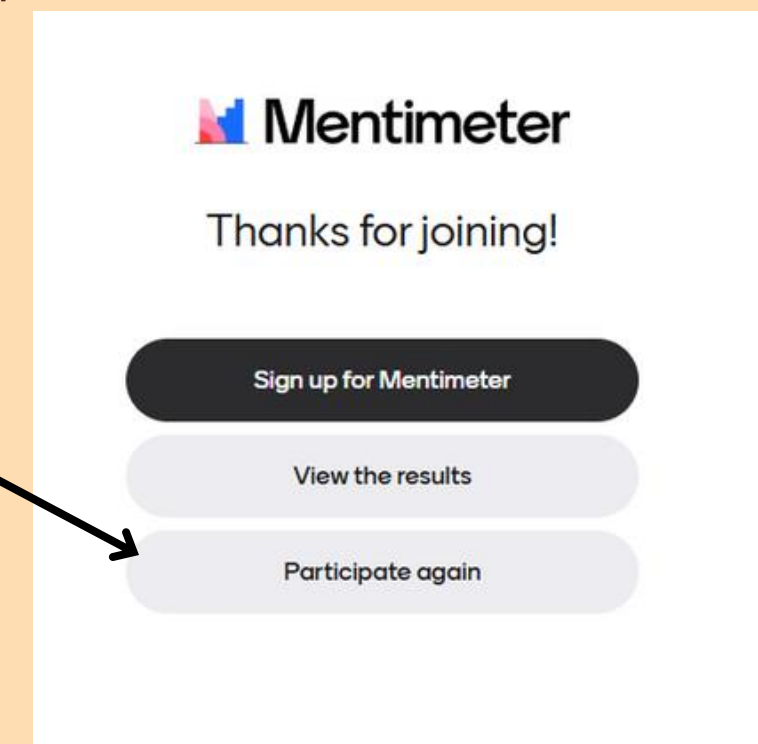 Mentimeter
Thanks for joining!
Sign up for Mentimeter
View the results
Participate again